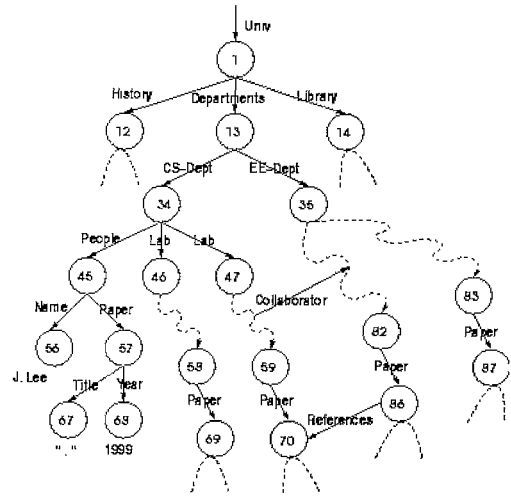 Univ
1
History
Departments
Library
12
13
14
CS-Dept
EE-Dept
34
35
People
Lab
Lab
45
46
47
83
Collaborator
Name
Paper
82
Paper
56
57
58
59
87
J. Lee
Title
Year
Paper
Paper
Paper
86
67
68
References
69
70
"."
1999